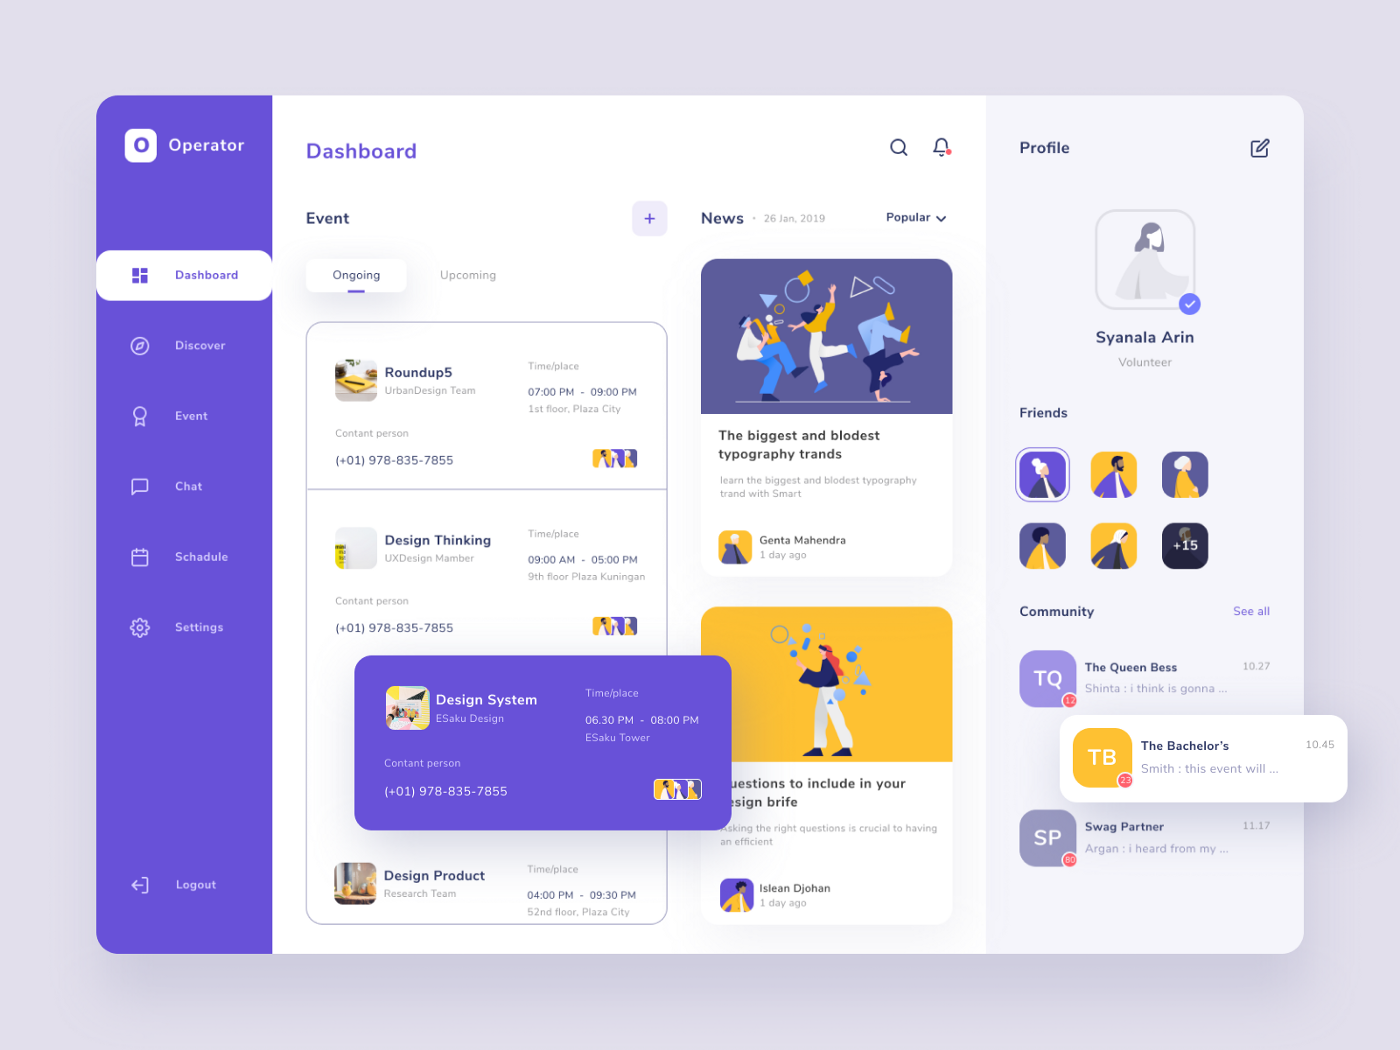 O Operator
Dashboard
Discover
Event
Chat
Schadule
Settings
Logout
Dashboard
Event
+
Ongoing
Upcoming
Roundup5
UrbanDesign Team
Time/place
07:00 PM - 09:00 PM
1st floor, Plaza City
Contant person
(+01) 978-835-7855
Design Thinking
UXDesign Mamber
Time/place
09:00 AM - 05:00 PM
9th floor Plaza Kuningan
Contant person
(+01) 978-835-7855
Design System
ESaku Design
Time/place
06.30 PM - 08:00 PM
ESaku Tower
Contant person
(+01) 978-835-7855
Design Product
Research Team
Time/place
04:00 PM - 09:30 PM
52nd floor, Plaza City
News · 26 Jan, 2019
Popular
The biggest and blodest
typography trands
learn the biggest and blodest typography
trand with Smart
Genta Mahendra
1 day ago
uestions to include in your
esign brife
Asking the right questions is crucial to having
an efficient
Islean Djohan
1 day ago
Profile
Syanala Arin
Volunteer
Friends
+15
Community
See all
TQ
12
The Queen Bess
10.27
Shinta : i think is gonna ...
TB
23
The Bachelor's
10.45
Smith : this event will ...
SP
80
Swag Partner
11.17
Argan : i heard from my ...